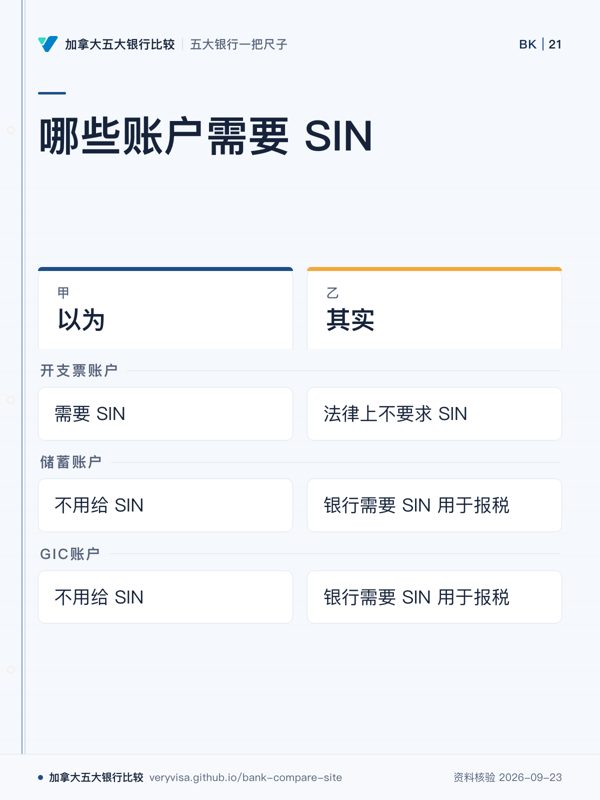 加拿大五大银行比较 五大银行一把尺子 BK | 21
哪些账户需要 SIN
甲 乙
以为 其实
开支票账户
需要 SIN 法律上不要求 SIN
储蓄账户
不用给 SIN 银行需要 SIN 用于报税
GIC账户
不用给 SIN 银行需要 SIN 用于报税
加拿大五大银行比较 veryvisa.github.io/bank-compare-site 资料核验 2026-09-23